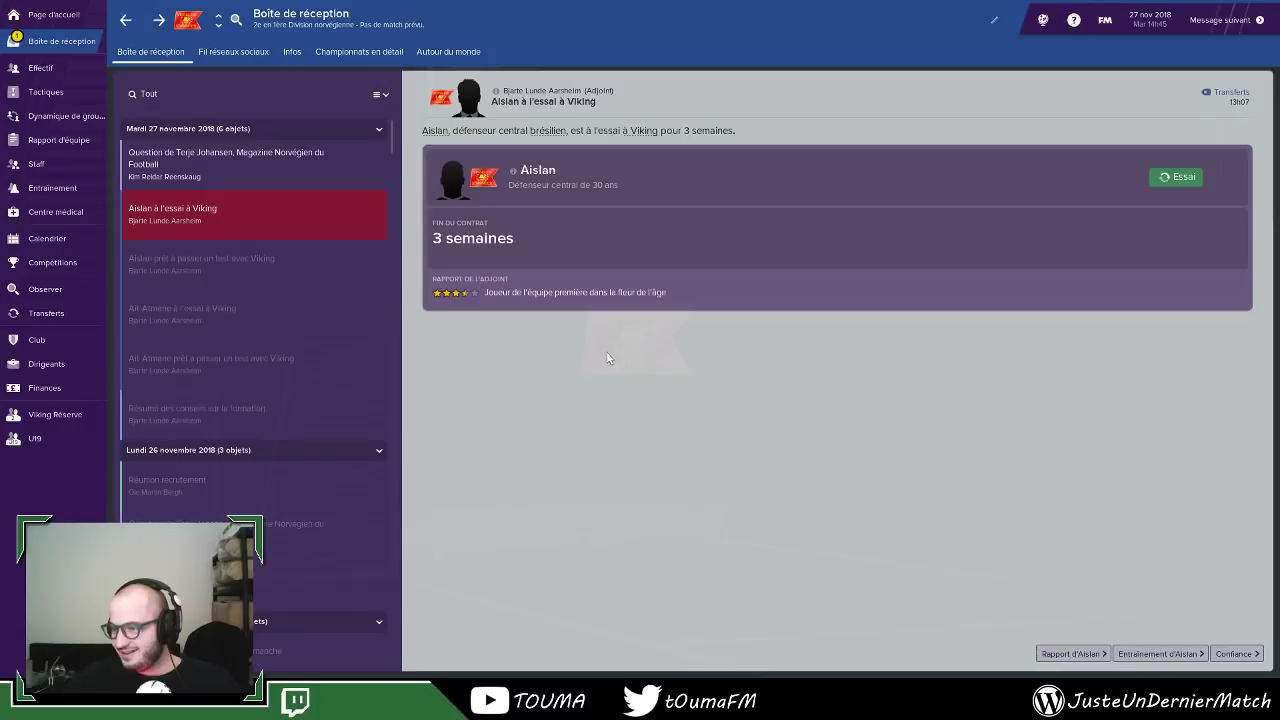 Page d'accueil
1
Boîte de réception
Effectif
Tactiques
Dynamique de grou...
Rapport d'équipe
Staff
Entraînement
Centre médical
Calendrier
Compétitions
Observer
Transferts
Club
Dirigeants
Finances
Viking Réserve
U19
Boîte de réception
2e en 1ère Division norvégienne - Pas de match prévu.
FM
27 nov 2018
Mar 14h45
Message suivant
Boîte de réception
Fil réseaux sociaux
Infos
Championnats en détail
Autour du monde
Tout
Mardi 27 novembre 2018 (6 objets)
Question de Terje Johansen, Magazine Norvégien du
Football
Kim Reidar Reenskaug
Aislan à l'essai à Viking
Bjarte Lunde Aarsheim
Aislan prêt à passer un test avec Viking
Bjarte Lunde Aarsheim
Ait-Atmane à l'essai à Viking
Bjarte Lunde Aarsheim
Ait-Atmane prêt à passer un test avec Viking
Bjarte Lunde Aarsheim
Résumé des conseils sur la formation
Bjarte Lunde Aarsheim
Lundi 26 novembre 2018 (3 objets)
Réunion recrutement
Ole Martin Bergh
Norvégien du
ets)
manche
Bjarte Lunde Aarsheim (Adjoint)
Aislan à l'essai à Viking
Transferts
13h07
Aislan, défenseur central brésilien, est à l'essai à Viking pour 3 semaines.
Aislan
Défenseur central de 30 ans
Essai
FIN DU CONTRAT
3 semaines
RAPPORT DE L'ADJOINT
Joueur de l'équipe première dans la fleur de l'âge
Rapport d'Aislan
Entraînement d'Aislan
Confiance
TOUMA
tOumaFM
JusteUnDernierMatch